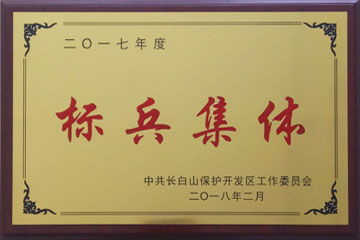 二〇一七年度
标兵集体
中共长白山保护开发区工作委员会
二〇一八年二月